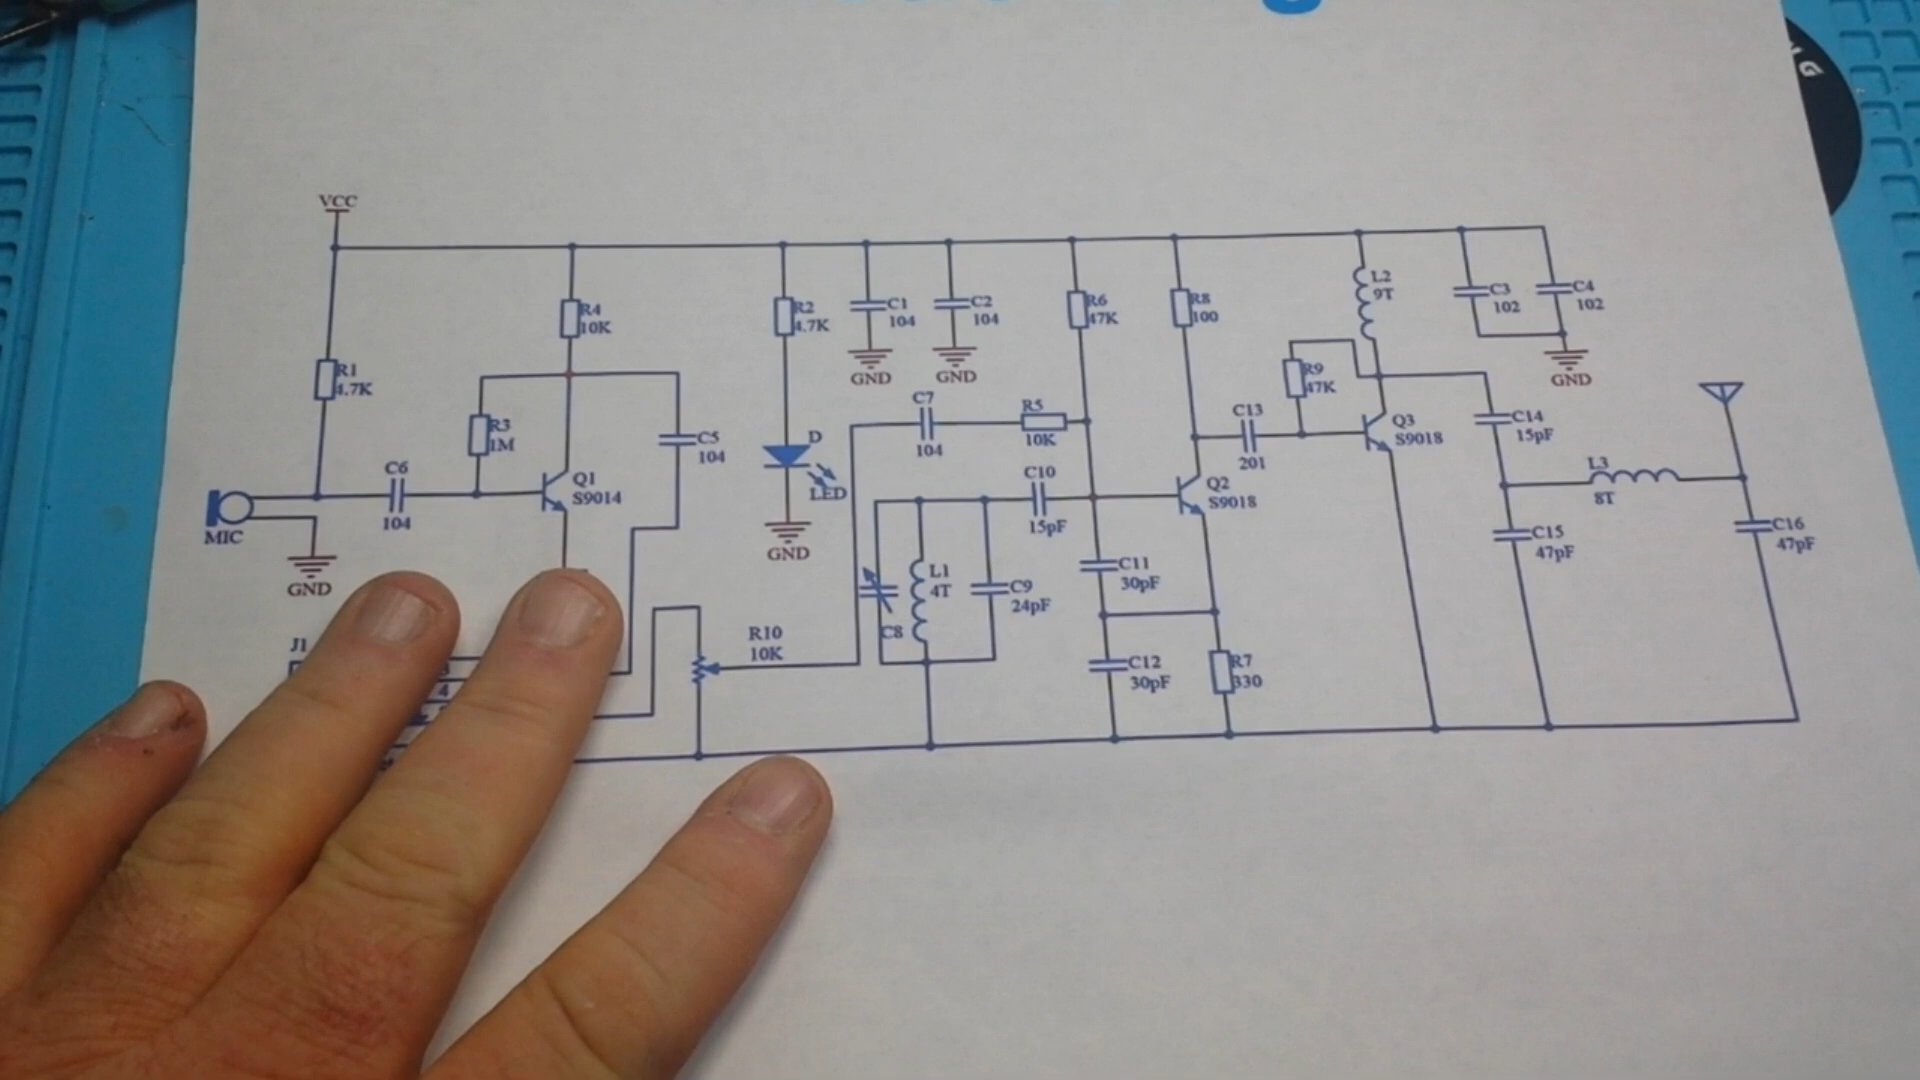 VCC
R1
4.7K
R4
10K
R3
1M
C6
104
MIC
GND
Q1
S9014
C5
104
R2
4.7K
D
LED
GND
C1
104
GND
C2
104
GND
C7
104
R5
10K
R6
47K
R8
100
C10
15pF
Q2
S9018
C8
L1
4T
C9
24pF
C11
30pF
C12
30pF
R7
330
R10
10K
J1
4
C13
201
R9
47K
L2
9T
Q3
S9018
C3
102
C4
102
GND
C14
15pF
L3
8T
C15
47pF
C16
47pF